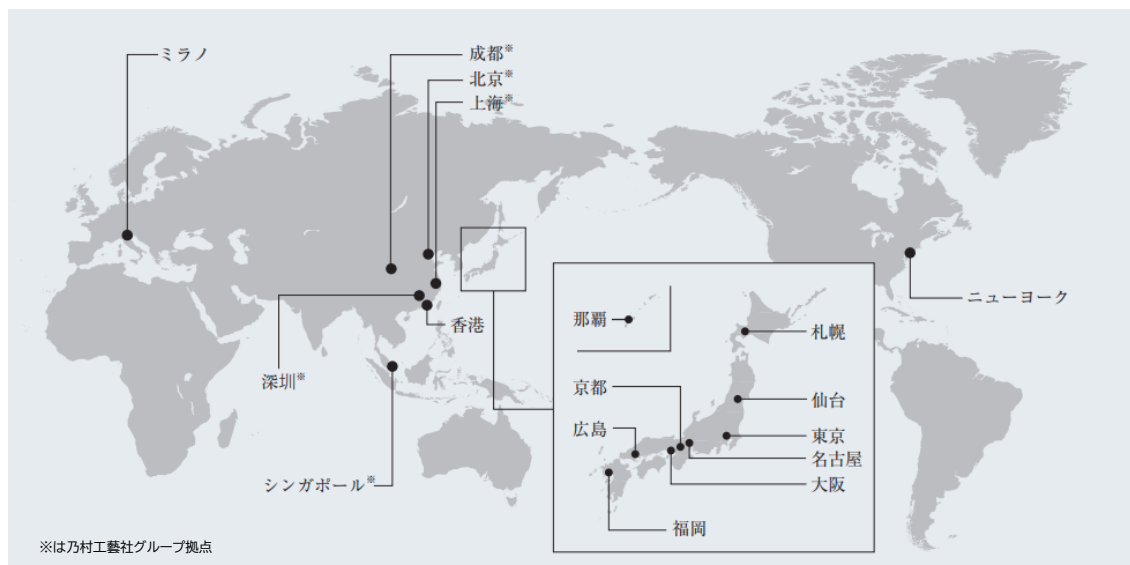 ミラノ
成都※
北京※
上海※
香港
深圳※
シンガポール※
ニューヨーク
那覇
札幌
京都
仙台
広島
東京
名古屋
大阪
福岡
※は乃村工藝社グループ拠点